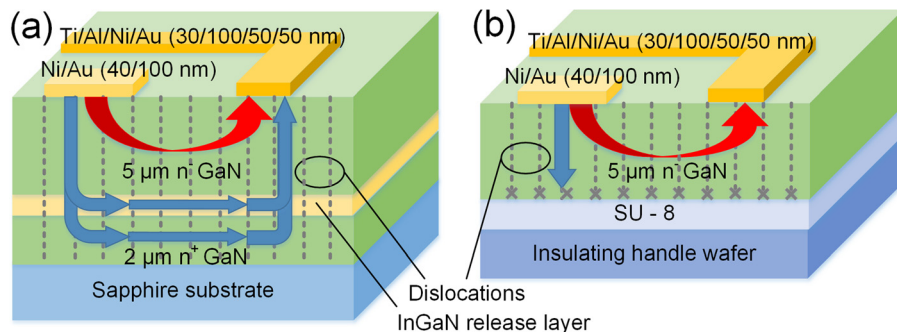 (a)
Ti/Al/Ni/Au (30/100/50/50 nm)
Ni/Au (40/100 nm)
5 µm n⁻ GaN
2 µm n⁺ GaN
Sapphire substrate
(b)
Ti/Al/Ni/Au (30/100/50/50 nm)
Ni/Au (40/100 nm)
5 µm n⁻ GaN
SU - 8
Insulating handle wafer
Dislocations
InGaN release layer